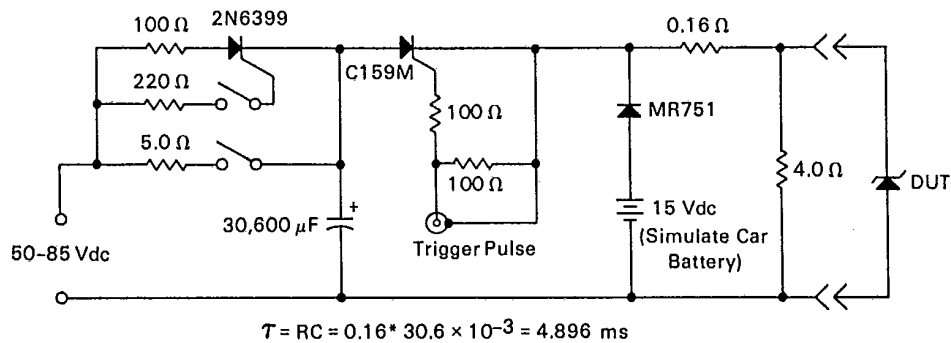 2N6399
100 Ω
0.16 Ω
C159M
220 Ω
100 Ω
MR751
5.0 Ω
100 Ω
4.0 Ω
DUT
+
30,600 μF
15 Vdc
(Simulate Car
Battery)
50-85 Vdc
Trigger Pulse
τ = RC = 0.16* 30.6 × 10⁻³ = 4.896 ms